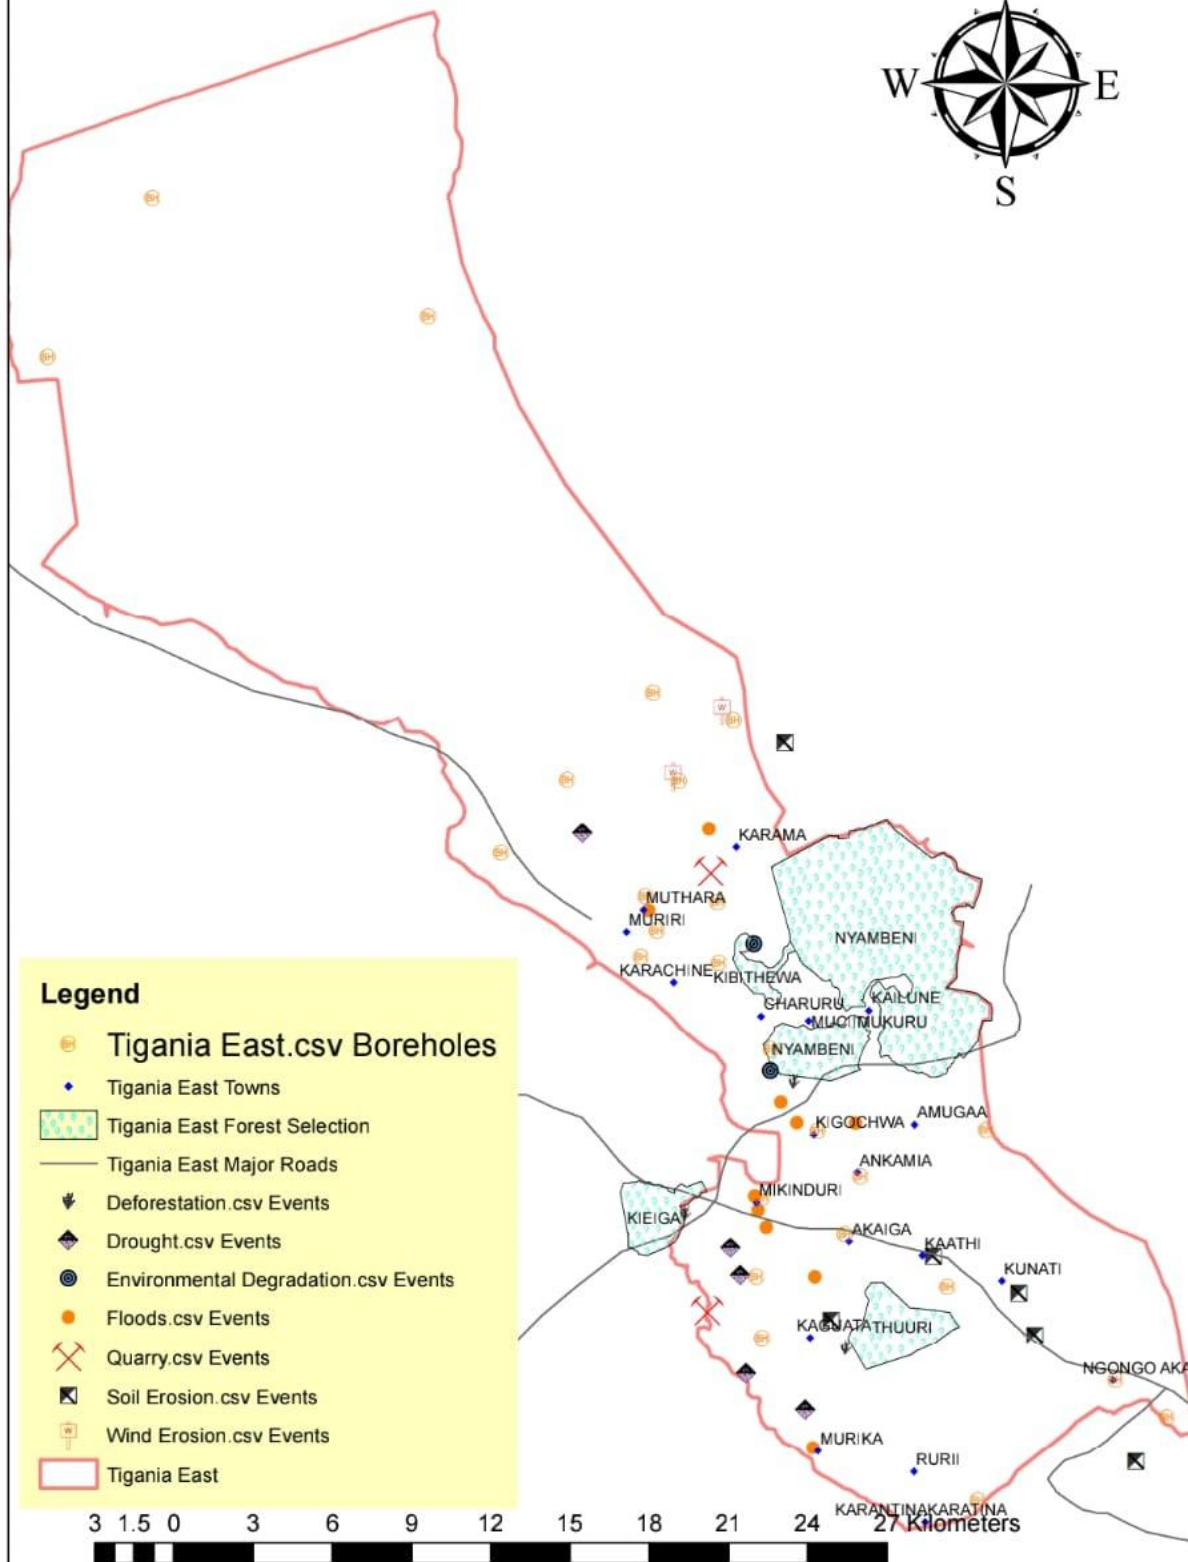 W E
S
KARAMA
MUTHARA
MURIRI
NYAMBENI
KARACHINE
KIBITHEWA
KAILUNE
CHARURU
MUCIIMUKURU
NYAMBENI
KIGOCHWA
AMUGAA
ANKAMIA
MIKINDURI
KIEIGA
AKAIGA
KAATHI
KUNATI
KAGUATA
THUURI
NGONGO AKA
MURIKA
RURII
KARANTINAKARATINA
Legend
Tigania East.csv Boreholes
Tigania East Towns
Tigania East Forest Selection
Tigania East Major Roads
Deforestation.csv Events
Drought.csv Events
Environmental Degradation.csv Events
Floods.csv Events
Quarry.csv Events
Soil Erosion.csv Events
Wind Erosion.csv Events
Tigania East
3 1.5 0 3 6 9 12 15 18 21 24 27 Kilometers